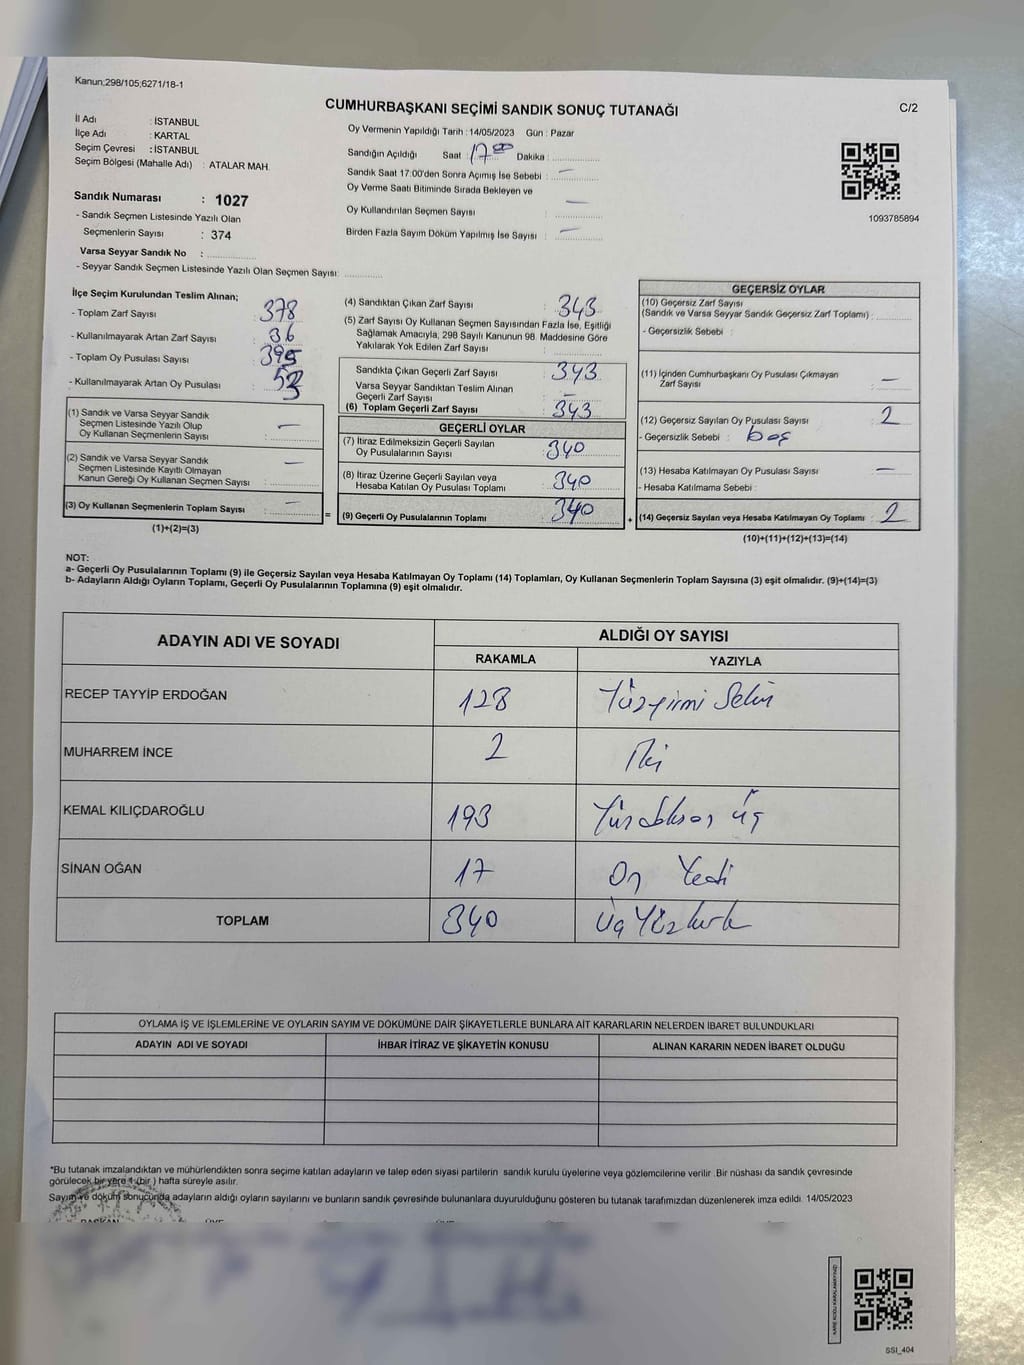 Kanun;298/105;6271/18-1
CUMHURBAŞKANI SEÇİMİ SANDIK SONUÇ TUTANAĞI
C/2
İl Adı : İSTANBUL
İlçe Adı : KARTAL
Seçim Çevresi : İSTANBUL
Seçim Bölgesi (Mahalle Adı) : ATALAR MAH.
Sandık Numarası : 1027
- Sandık Seçmen Listesinde Yazılı Olan
Seçmenlerin Sayısı : 374
Varsa Seyyar Sandık No :
- Seyyar Sandık Seçmen Listesinde Yazılı Olan Seçmen Sayısı:
Oy Vermenin Yapıldığı Tarih : 14/05/2023 Gün : Pazar
Sandığın Açıldığı Saat : 17 00 Dakika :
Sandık Saat 17:00'den Sonra Açımış İse Sebebi : —
Oy Verme Saati Bitiminde Sırada Bekleyen ve
Oy Kullandırılan Seçmen Sayısı : —
Birden Fazla Sayım Döküm Yapılmış İse Sayısı : —
1093785894
İlçe Seçim Kurulundan Teslim Alınan;
- Toplam Zarf Sayısı : 378
- Kullanılmayarak Artan Zarf Sayısı : 36
- Toplam Oy Pusulası Sayısı : 395
- Kullanılmayarak Artan Oy Pusulası :
(1) Sandık ve Varsa Seyyar Sandık
Seçmen Listesinde Yazılı Olup
Oy Kullanan Seçmenlerin Sayısı : —
(2) Sandık ve Varsa Seyyar Sandık
Seçmen Listesinde Kayıtlı Olmayan
Kanun Gereği Oy Kullanan Seçmen Sayısı : —
(3) Oy Kullanan Seçmenlerin Toplam Sayısı : —
(1)+(2)=(3)
=
(4) Sandıktan Çıkan Zarf Sayısı : 343
(5) Zarf Sayısı Oy Kullanan Seçmen Sayısından Fazla İse, Eşitliği
Sağlamak Amacıyla, 298 Sayılı Kanunun 98. Maddesine Göre
Yakılarak Yok Edilen Zarf Sayısı :
Sandıkta Çıkan Geçerli Zarf Sayısı : 343
Varsa Seyyar Sandıktan Teslim Alınan
Geçerli Zarf Sayısı : —
(6) Toplam Geçerli Zarf Sayısı : 343
GEÇERLİ OYLAR
(7) İtiraz Edilmeksizin Geçerli Sayılan
Oy Pusulalarının Sayısı : 340
(8) İtiraz Üzerine Geçerli Sayılan veya
Hesaba Katılan Oy Pusulası Toplamı : 340
(9) Geçerli Oy Pusulalarının Toplamı : 340
+
GEÇERSİZ OYLAR
(10) Geçersiz Zarf Sayısı
(Sandık ve Varsa Seyyar Sandık Geçersiz Zarf Toplamı) :
- Geçersizlik Sebebi :
(11) İçinden Cumhurbaşkanı Oy Pusulası Çıkmayan
Zarf Sayısı : —
(12) Geçersiz Sayılan Oy Pusulası Sayısı : 2
- Geçersizlik Sebebi : boş
(13) Hesaba Katılmayan Oy Pusulası Sayısı : —
- Hesaba Katılmama Sebebi :
(14) Geçersiz Sayılan veya Hesaba Katılmayan Oy Toplamı : 2
(10)+(11)+(12)+(13)=(14)
NOT:
a- Geçerli Oy Pusulalarının Toplamı (9) ile Geçersiz Sayılan veya Hesaba Katılmayan Oy Toplamı (14) Toplamları, Oy Kullanan Seçmenlerin Toplam Sayısına (3) eşit olmalıdır. (9)+(14)=(3)
b- Adayların Aldığı Oyların Toplamı, Geçerli Oy Pusulalarının Toplamına (9) eşit olmalıdır.
ADAYIN ADI VE SOYADI ALDIĞI OY SAYISI
RAKAMLA YAZIYLA
RECEP TAYYİP ERDOĞAN 128 Yüzyirmi Sekiz
MUHARREM İNCE 2 İki
KEMAL KILIÇDAROĞLU 193 Yüzdoksan üç
SİNAN OĞAN 17 On Yedi
TOPLAM 340 Üç Yüzkırk
OYLAMA İŞ VE İŞLEMLERİNE VE OYLARIN SAYIM VE DÖKÜMÜNE DAİR ŞİKAYETLERLE BUNLARA AİT KARARLARIN NELERDEN İBARET BULUNDUKLARI
ADAYIN ADI VE SOYADI İHBAR İTİRAZ VE ŞİKAYETİN KONUSU ALINAN KARARIN NEDEN İBARET OLDUĞU
*Bu tutanak imzalandıktan ve mühürlendikten sonra seçime katılan adayların ve talep eden siyasi partilerin sandık kurulu üyelerine veya gözlemcilerine verilir. Bir nüshası da sandık çevresinde
görülecek bir yere 1 (bir) hafta süreyle asılır.
Sayım ve döküm sonucunda adayların aldığı oyların sayılarını ve bunların sandık çevresinde bulunanlara duyurulduğunu gösteren bu tutanak tarafımızdan düzenlenerek imza edildi. 14/05/2023
SSI_404